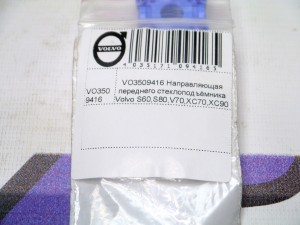 VOLVO
VO3509416 Направляющая
переднего стеклоподъёмника
Volvo S60,S80,V70,XC70,XC90
VO350
9416